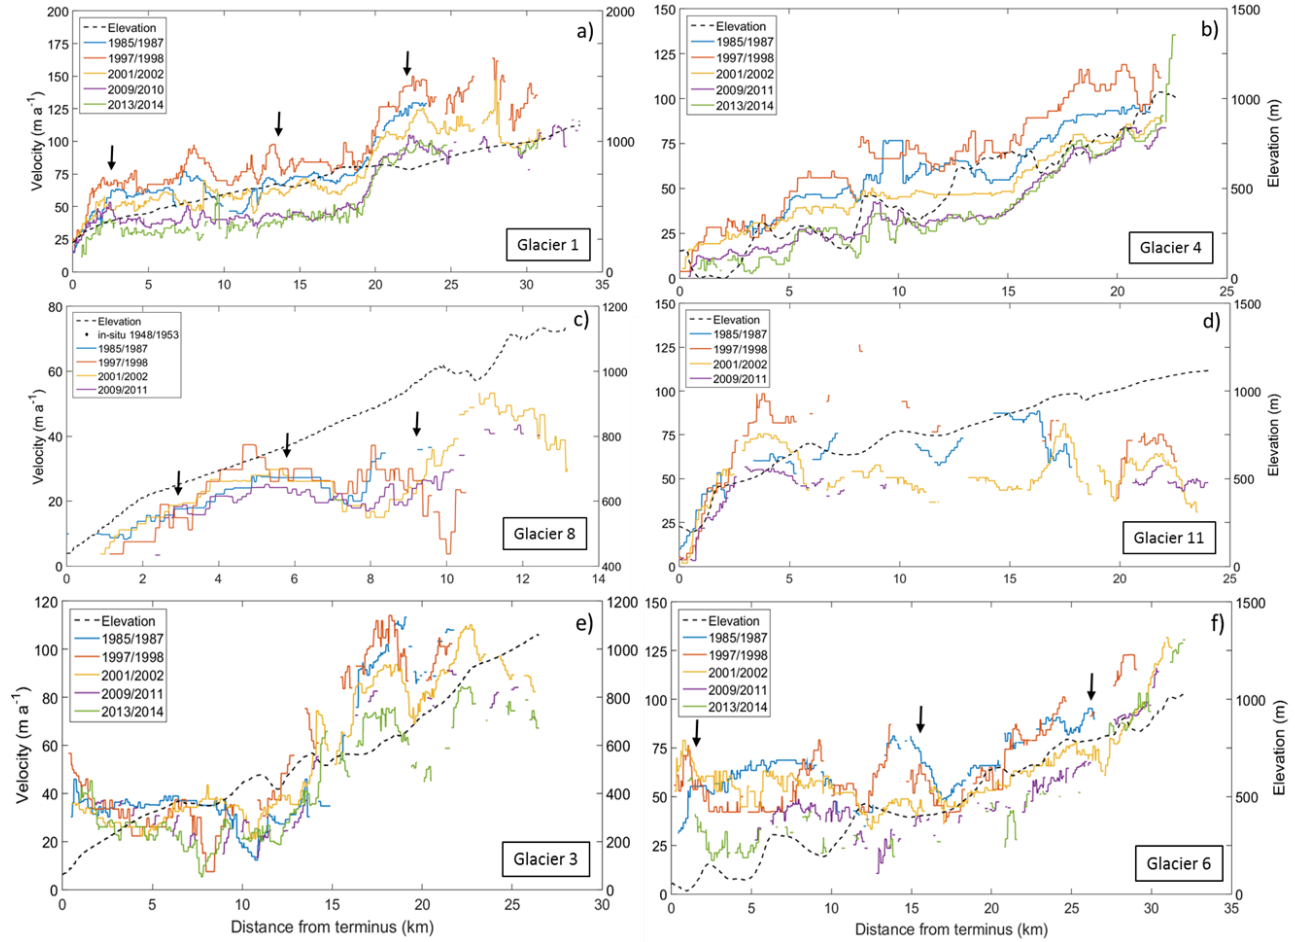 a)
200
175
150
125
100
75
50
25
0
Velocity (m a⁻¹)
Elevation
1985/1987
1997/1998
2001/2002
2009/2010
2013/2014
Glacier 1
2000
1000
0
0 5 10 15 20 25 30 35
b)
150
125
100
75
50
25
0
Elevation
1985/1987
1997/1998
2001/2002
2009/2011
2013/2014
Glacier 4
1500
1000
500
0
Elevation (m)
0 5 10 15 20 25
c)
80
60
40
20
0
Velocity (m a⁻¹)
Elevation
in-situ 1948/1953
1985/1987
1997/1998
2001/2002
2009/2011
Glacier 8
1200
1000
800
600
400
0 2 4 6 8 10 12 14
d)
150
125
100
75
50
25
0
Elevation
1985/1987
1997/1998
2001/2002
2009/2011
Glacier 11
1500
1000
500
0
Elevation (m)
0 5 10 15 20 25
e)
120
100
80
60
40
20
0
Velocity (m a⁻¹)
Elevation
1985/1987
1997/1998
2001/2002
2009/2011
2013/2014
Glacier 3
1200
1000
800
600
400
200
0
0 5 10 15 20 25 30
Distance from terminus (km)
f)
150
125
100
75
50
25
0
Elevation
1985/1987
1997/1998
2001/2002
2009/2011
2013/2014
Glacier 6
1500
1000
500
0
Elevation (m)
0 5 10 15 20 25 30 35
Distance from terminus (km)